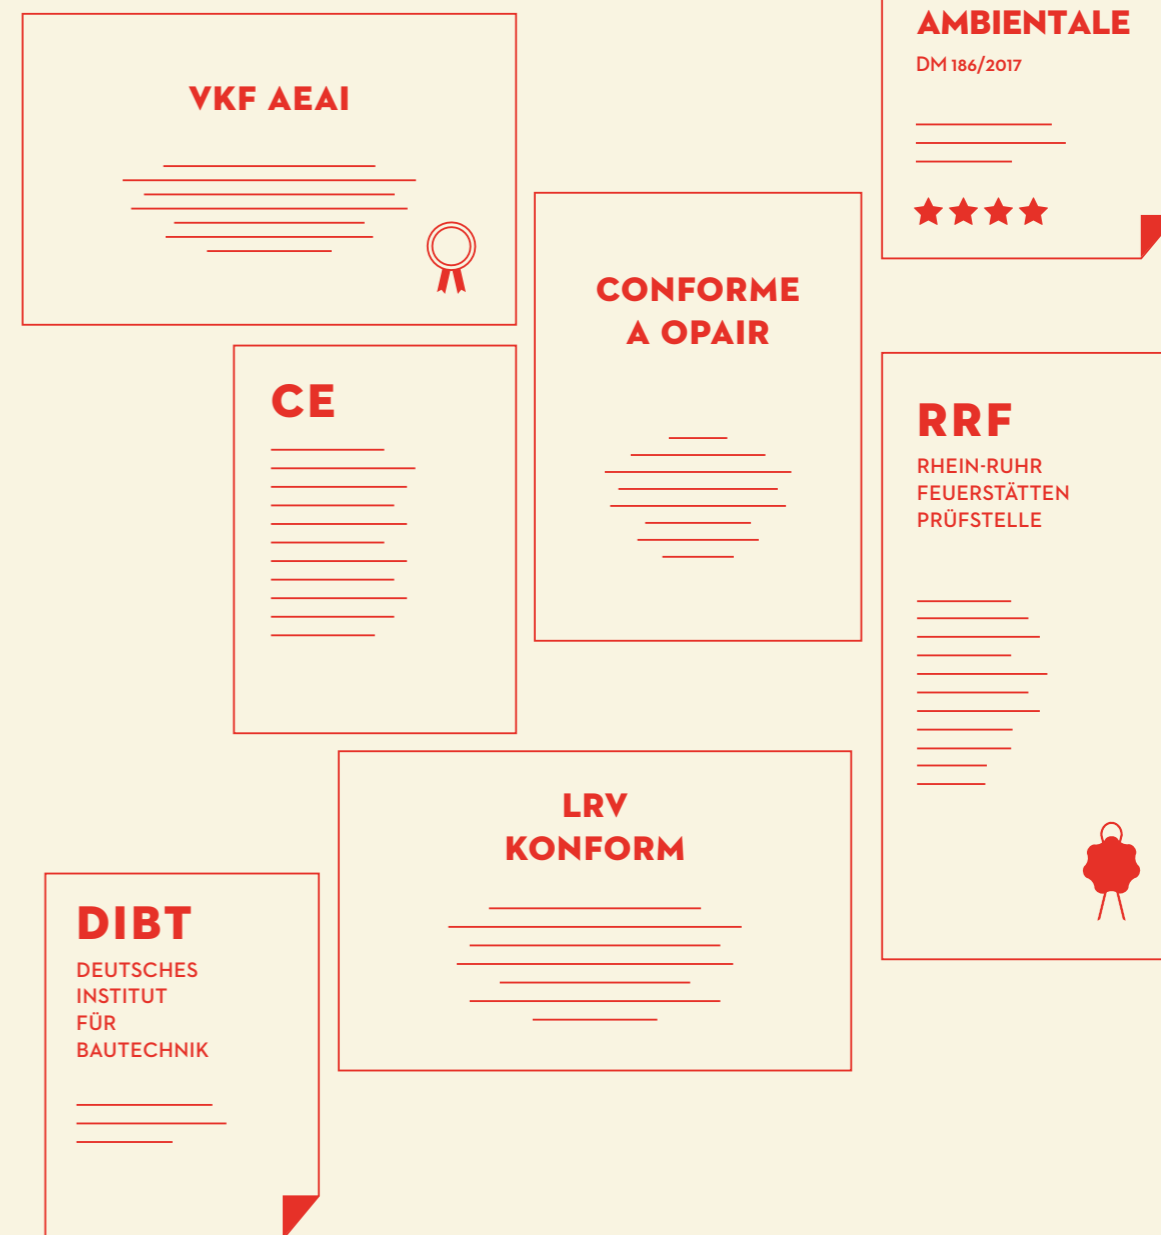 VKF AEAI
AMBIENTALE
DM 186/2017
CONFORME
A OPAIR
CE
RRF
RHEIN-RUHR
FEUERSTÄTTEN
PRÜFSTELLE
LRV
KONFORM
DIBT
DEUTSCHES
INSTITUT
FÜR
BAUTECHNIK